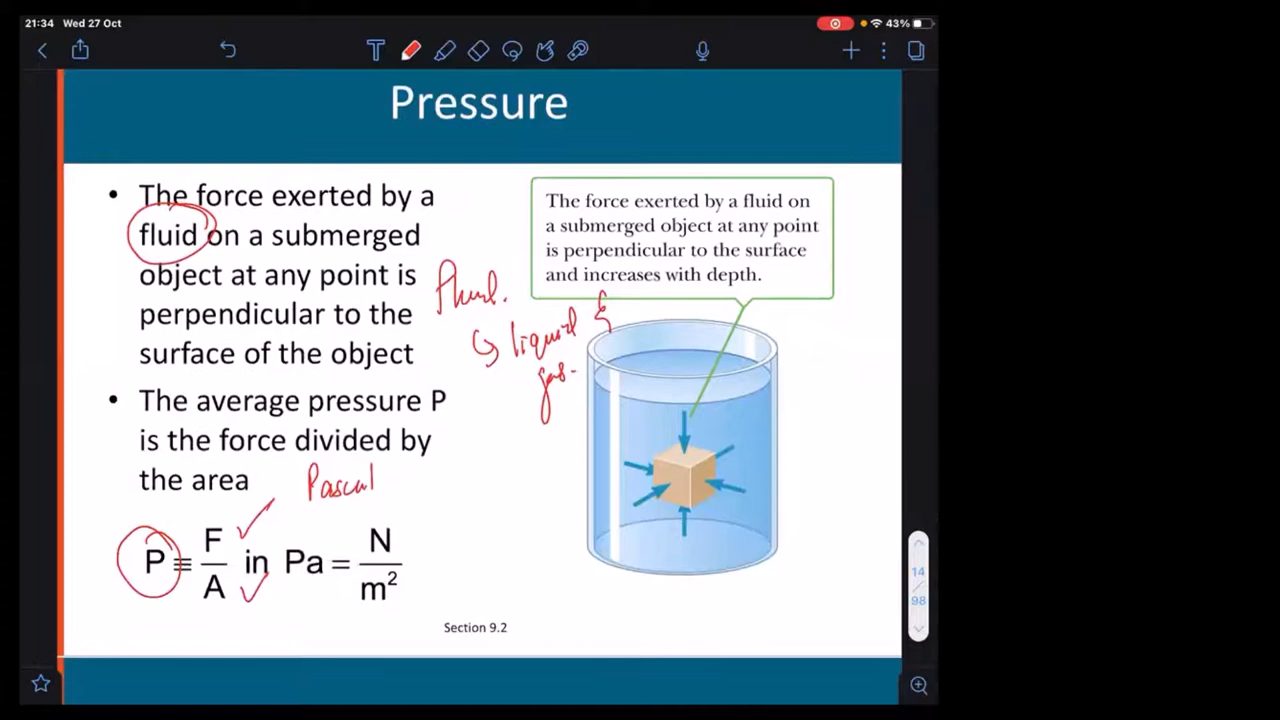 21:34 Wed 27 Oct
43%
T
Pressure
• The force exerted by a
fluid on a submerged
object at any point is
perpendicular to the
surface of the object
• The average pressure P
is the force divided by
the area
Pascal
P ≡ F/A in Pa = N/m²
The force exerted by a fluid on
a submerged object at any point
is perpendicular to the surface
and increases with depth.
fluid.
↳ liquid &
gas.
Section 9.2
14
/
98